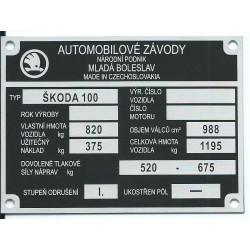 AUTOMOBILOVÉ ZÁVODY
NÁRODNÍ PODNIK
MLADÁ BOLESLAV
MADE IN CZECHOSLOVAKIA
TYP ŠKODA 100 VÝR. ČÍSLO VOZIDLA
ROK VÝROBY ČÍSLO MOTORU
VLASTNÍ HMOTA VOZIDLA kg 820 OBJEM VÁLCŮ cm³ 988
UŽITEČNÝ NÁKLAD kg 375 CELKOVÁ HMOTA VOZIDLA kg 1195
DOVOLENÉ TLAKOVÉ SÍLY NÁPRAV kg 520 - 675
STUPEŇ ODRUŠENÍ I. UKOSTŘEN PÓL —